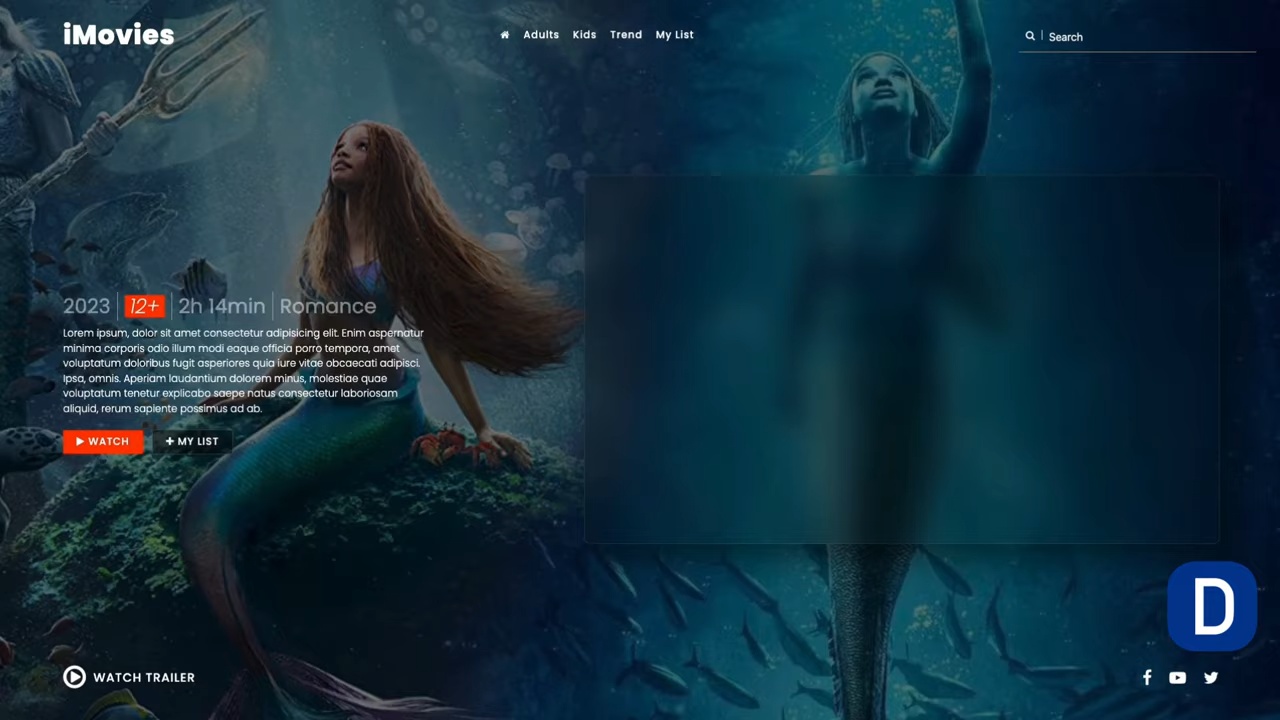 iMovies
Adults Kids Trend My List
Search
2023 12+ 2h 14min Romance
Lorem ipsum, dolor sit amet consectetur adipisicing elit. Enim aspernatur
minima corporis odio illum modi eaque officia porro tempora, amet
voluptatum doloribus fugit asperiores quia iure vitae obcaecati adipisci.
Ipsa, omnis. Aperiam laudantium dolorem minus, molestiae quae
voluptatum tenetur explicabo saepe natus consectetur laboriosam
aliquid, rerum sapiente possimus ad ab.
WATCH + MY LIST
D
WATCH TRAILER